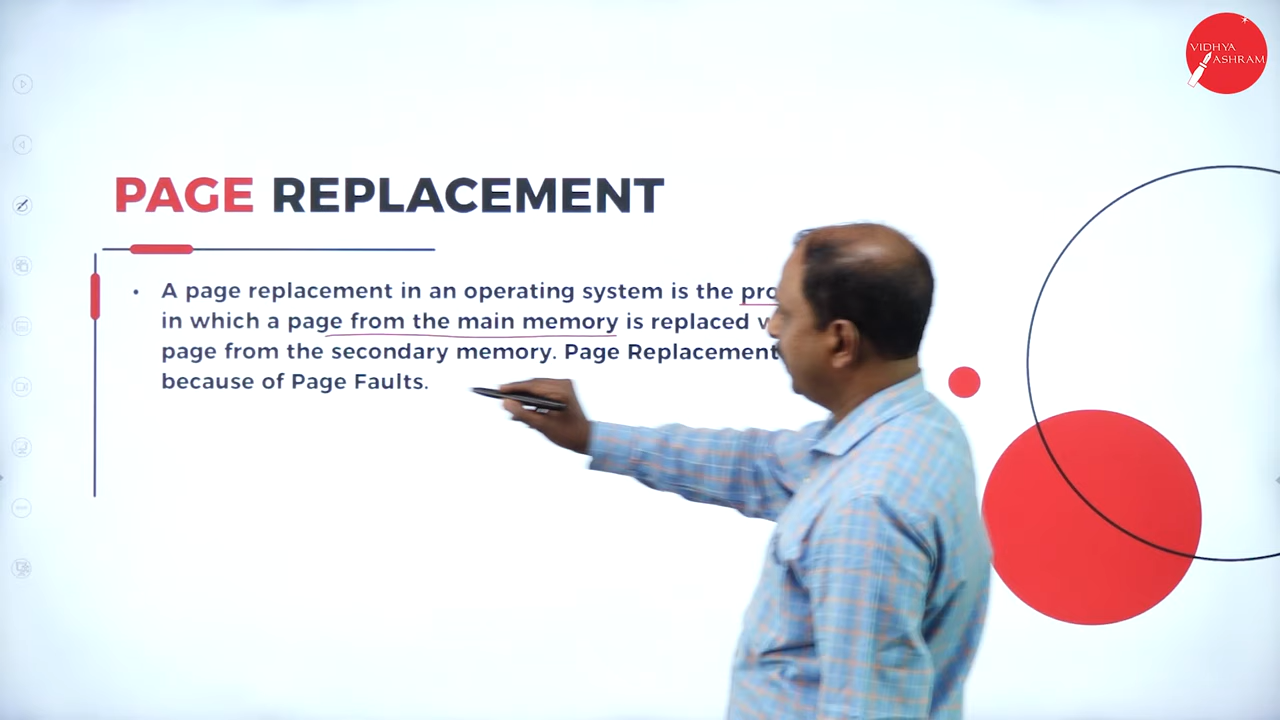 VIDHYA
ASHRAM
PAGE REPLACEMENT
• A page replacement in an operating system is the
in which a page from the main memory is replaced
page from the secondary memory. Page Replacement
because of Page Faults.